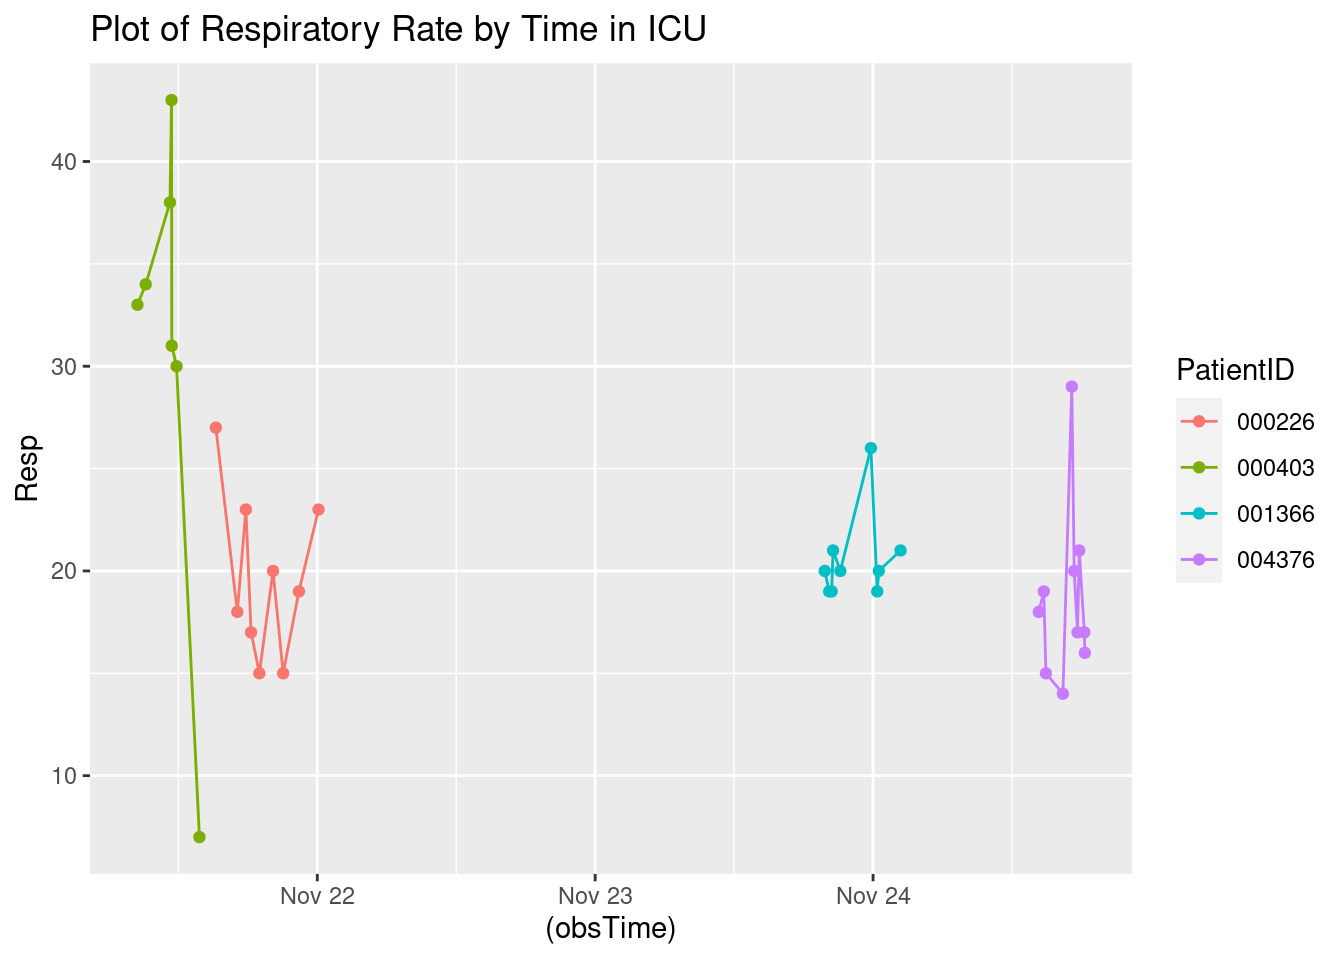 Plot of Respiratory Rate by Time in ICU
Resp
40
30
20
10
Nov 22
Nov 23
Nov 24
(obsTime)
PatientID
000226
000403
001366
004376